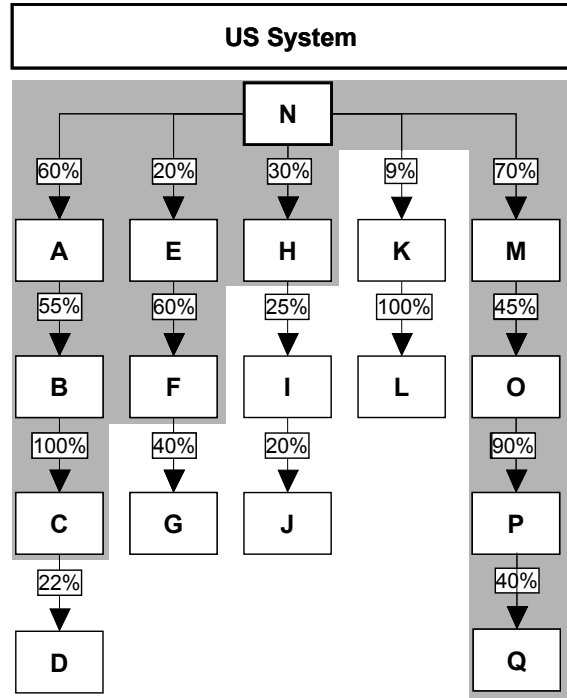 US System
N
60% 20% 30% 9% 70%
A E H K M
55% 60% 25% 100% 45%
B F I L O
100% 40% 20% 90%
C G J P
22% 40%
D Q